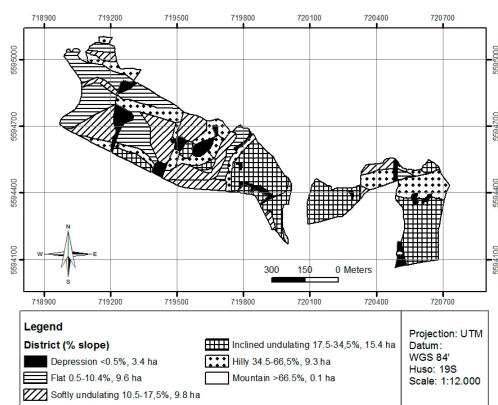 718900 719200 719500 719800 720100 720400 720700
5595000 5595000
5594700 5594700
5594400 5594400
5594100 5594100
N
W E
S
300 150 0 Meters
718900 719200 719500 719800 720100 720400 720700
Legend
District (% slope)
Depression <0.5%, 3.4 ha
Flat 0.5-10.4%, 9.6 ha
Softly undulating 10.5-17,5%, 9.8 ha
Inclined undulating 17.5-34,5%, 15.4 ha
Hilly 34.5-66,5%, 9.3 ha
Mountain >66.5%, 0.1 ha
Projection: UTM
Datum:
WGS 84'
Huso: 19S
Scale: 1:12.000